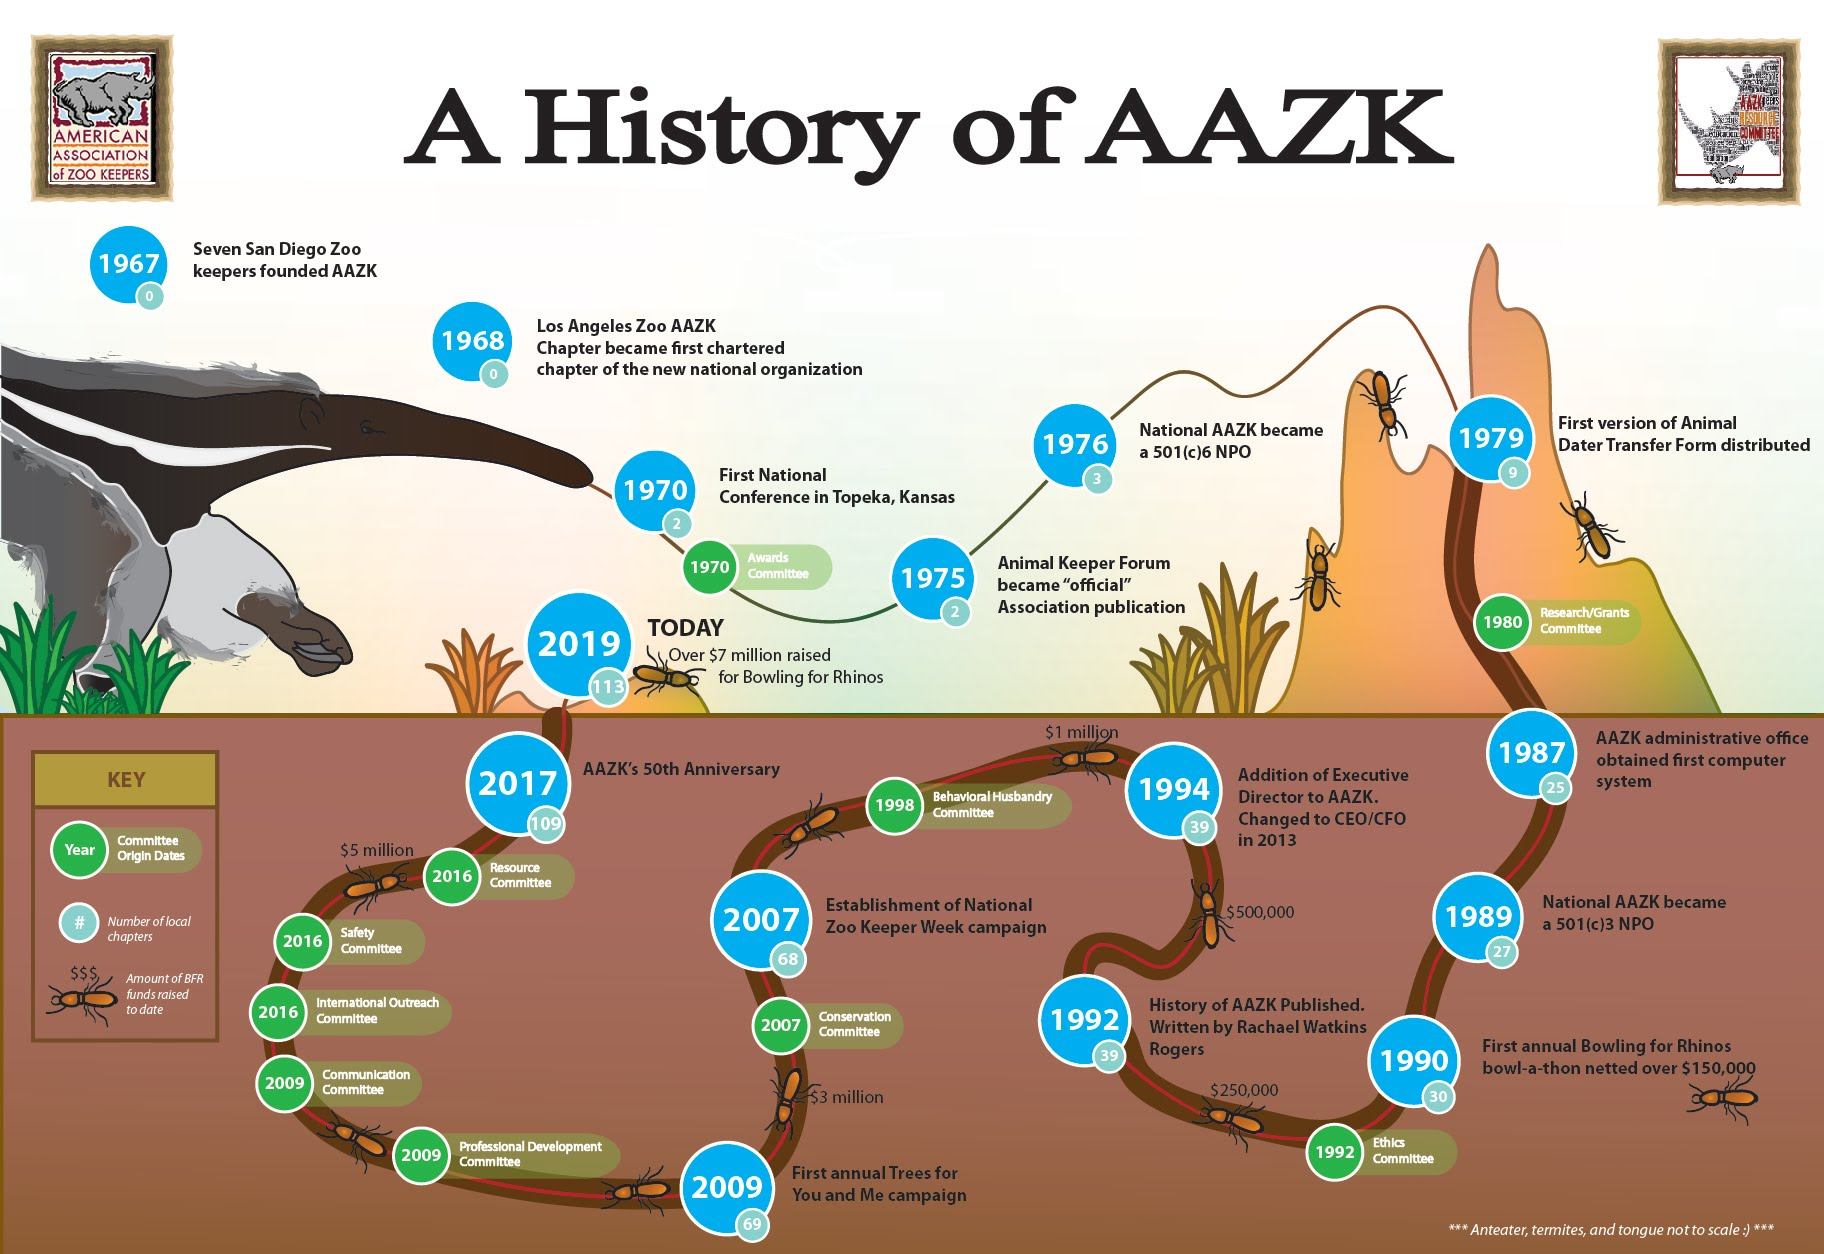 AMERICAN
ASSOCIATION
of ZOO KEEPERS
A History of AAZK
AAZK
RESOURCE
COMMITTEE
1967
0
Seven San Diego Zoo
keepers founded AAZK
1968
0
Los Angeles Zoo AAZK
Chapter became first chartered
chapter of the new national organization
1970
2
First National
Conference in Topeka, Kansas
1970
Awards
Committee
1975
2
Animal Keeper Forum
became “official”
Association publication
1976
3
National AAZK became
a 501(c)6 NPO
1979
9
First version of Animal
Dater Transfer Form distributed
1980
Research/Grants
Committee
1987
25
AAZK administrative office
obtained first computer
system
1989
27
National AAZK became
a 501(c)3 NPO
1990
30
First annual Bowling for Rhinos
bowl-a-thon netted over $150,000
1992
Ethics
Committee
$250,000
1992
39
History of AAZK Published.
Written by Rachael Watkins
Rogers
$500,000
1994
39
Addition of Executive
Director to AAZK.
Changed to CEO/CFO
in 2013
$1 million
1998
Behavioral Husbandry
Committee
2007
68
Establishment of National
Zoo Keeper Week campaign
2007
Conservation
Committee
$3 million
2009
69
First annual Trees for
You and Me campaign
2009
Professional Development
Committee
2009
Communication
Committee
2016
International Outreach
Committee
2016
Safety
Committee
$5 million
2016
Resource
Committee
2017
109
AAZK’s 50th Anniversary
2019
113
TODAY
Over $7 million raised
for Bowling for Rhinos
KEY
Year
Committee
Origin Dates
#
Number of local
chapters
$$$
Amount of BFR
funds raised
to date
*** Anteater, termites, and tongue not to scale :) ***